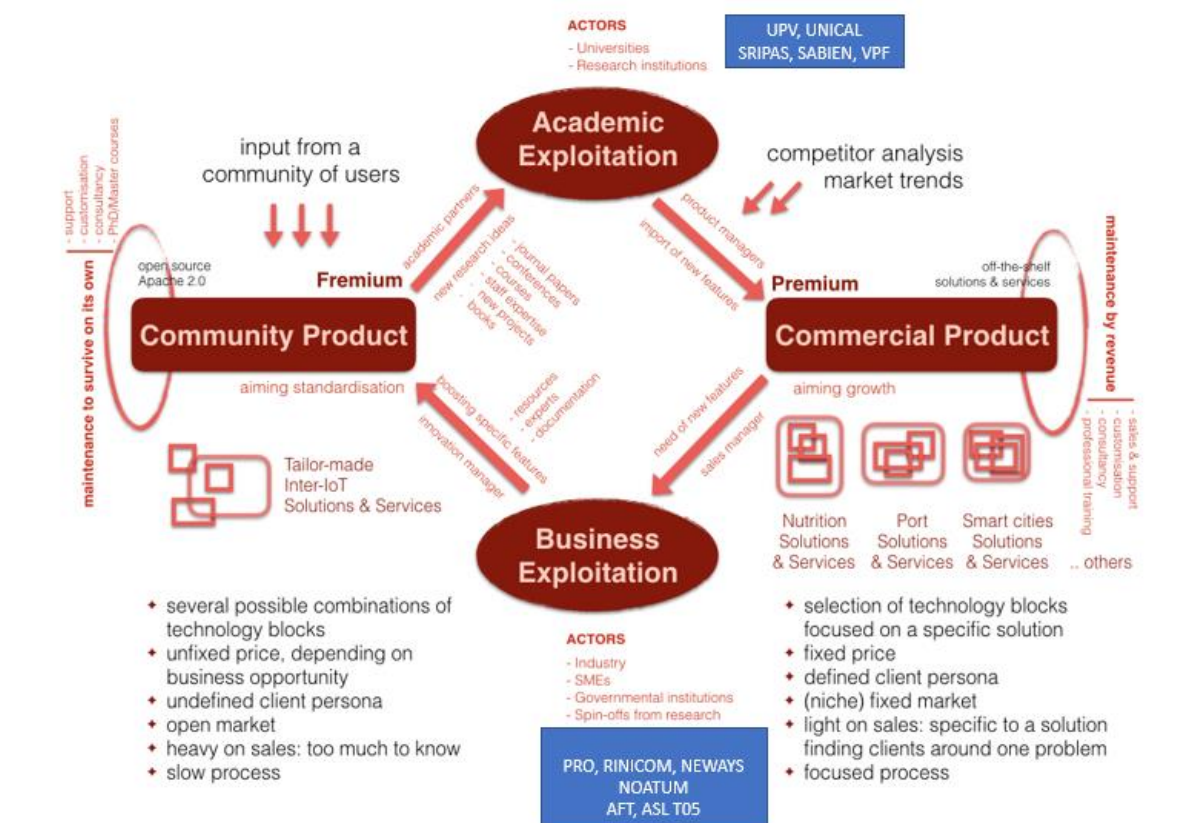 ACTORS
- Universities
- Research institutions
UPV, UNICAL
SRIPAS, SABIEN, VPF
Academic
Exploitation
input from a
community of users
competitor analysis
market trends
- support
- customisation
- consultancy
- PhD/Master courses
maintenance to survive on its own
open source
Apache 2.0
Fremium
Community Product
aiming standardisation
academic partners
new research ideas
- journal papers
- conferences
- courses
- staff expertise
- new projects
- books
product managers
import of new features
Premium
off-the-shelf
solutions & services
Commercial Product
aiming growth
maintenance by revenue
- sales & support
- customisation
- consultancy
- professional training
boosting specific features
innovation manager
- resources
- experts
- documentation
need of new features
sales manager
Tailor-made
Inter-IoT
Solutions & Services
Nutrition
Solutions
& Services
Port
Solutions
& Services
Smart cities
Solutions
& Services
.. others
Business
Exploitation
several possible combinations of
technology blocks
unfixed price, depending on
business opportunity
undefined client persona
open market
heavy on sales: too much to know
slow process
ACTORS
- Industry
- SMEs
- Governmental institutions
- Spin-offs from research
PRO, RINICOM, NEWAYS
NOATUM
AFT, ASL T05
selection of technology blocks
focused on a specific solution
fixed price
defined client persona
(niche) fixed market
light on sales: specific to a solution
finding clients around one problem
focused process